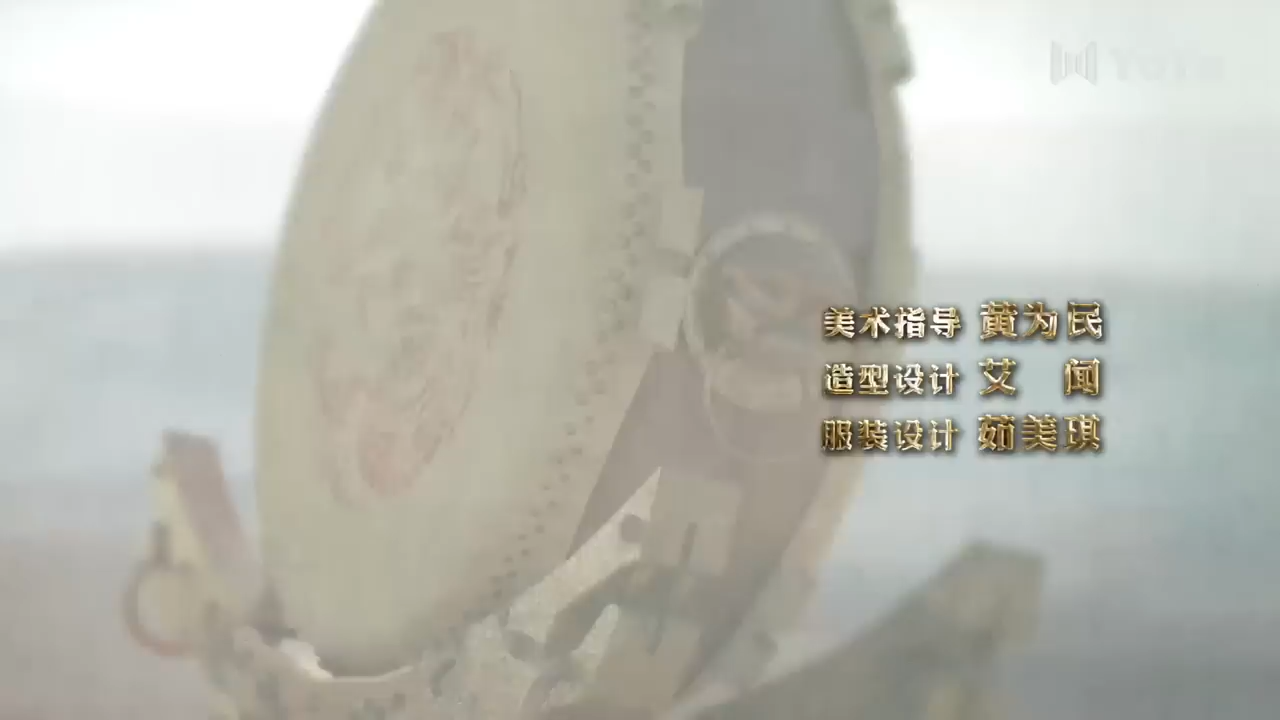 美术指导 黄为民
造型设计 艾 闻
服装设计 茹美琪